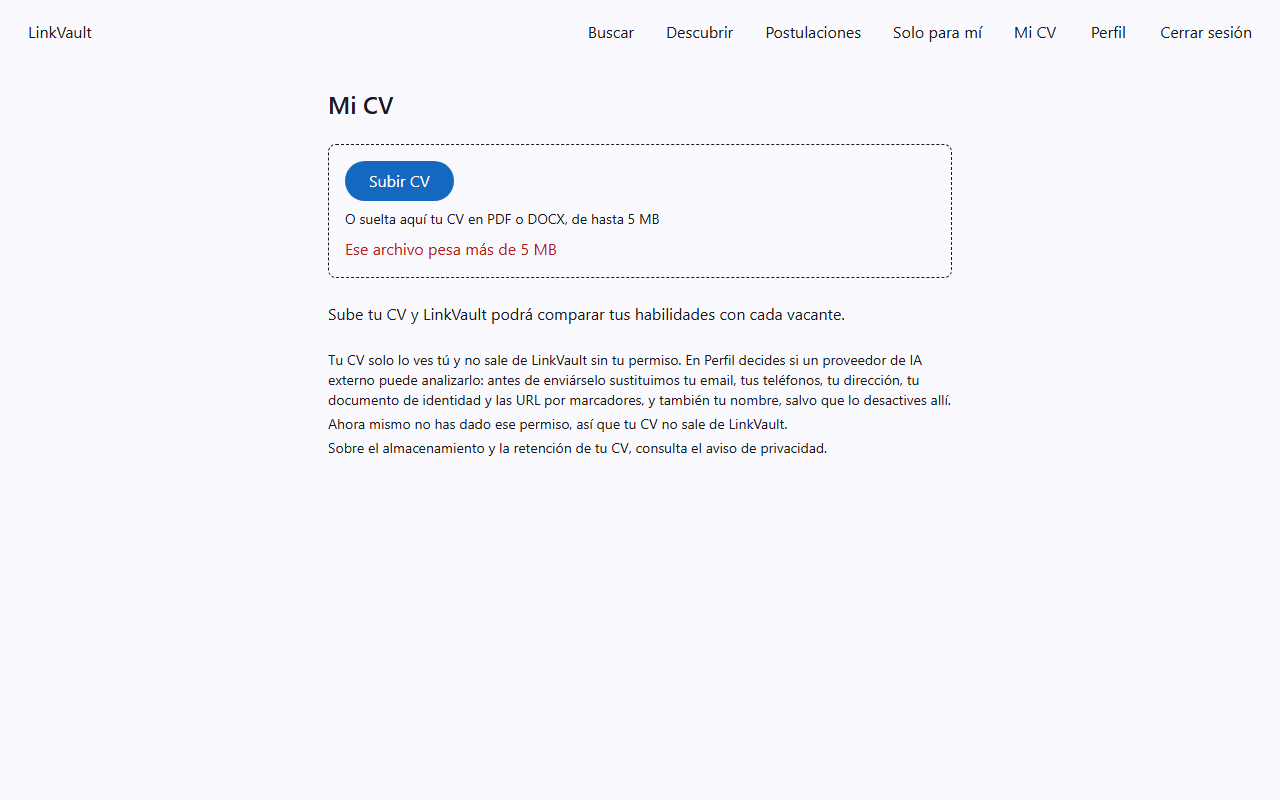 LinkVault
Buscar
Descubrir
Postulaciones
Solo para mí
Mi CV
Perfil
Cerrar sesión
Mi CV
Subir CV
O suelta aquí tu CV en PDF o DOCX, de hasta 5 MB
Ese archivo pesa más de 5 MB
Sube tu CV y LinkVault podrá comparar tus habilidades con cada vacante.
Tu CV solo lo ves tú y no sale de LinkVault sin tu permiso. En Perfil decides si un proveedor de IA
externo puede analizarlo: antes de enviárselo sustituimos tu email, tus teléfonos, tu dirección, tu
documento de identidad y las URL por marcadores, y también tu nombre, salvo que lo desactives allí.
Ahora mismo no has dado ese permiso, así que tu CV no sale de LinkVault.
Sobre el almacenamiento y la retención de tu CV, consulta el aviso de privacidad.